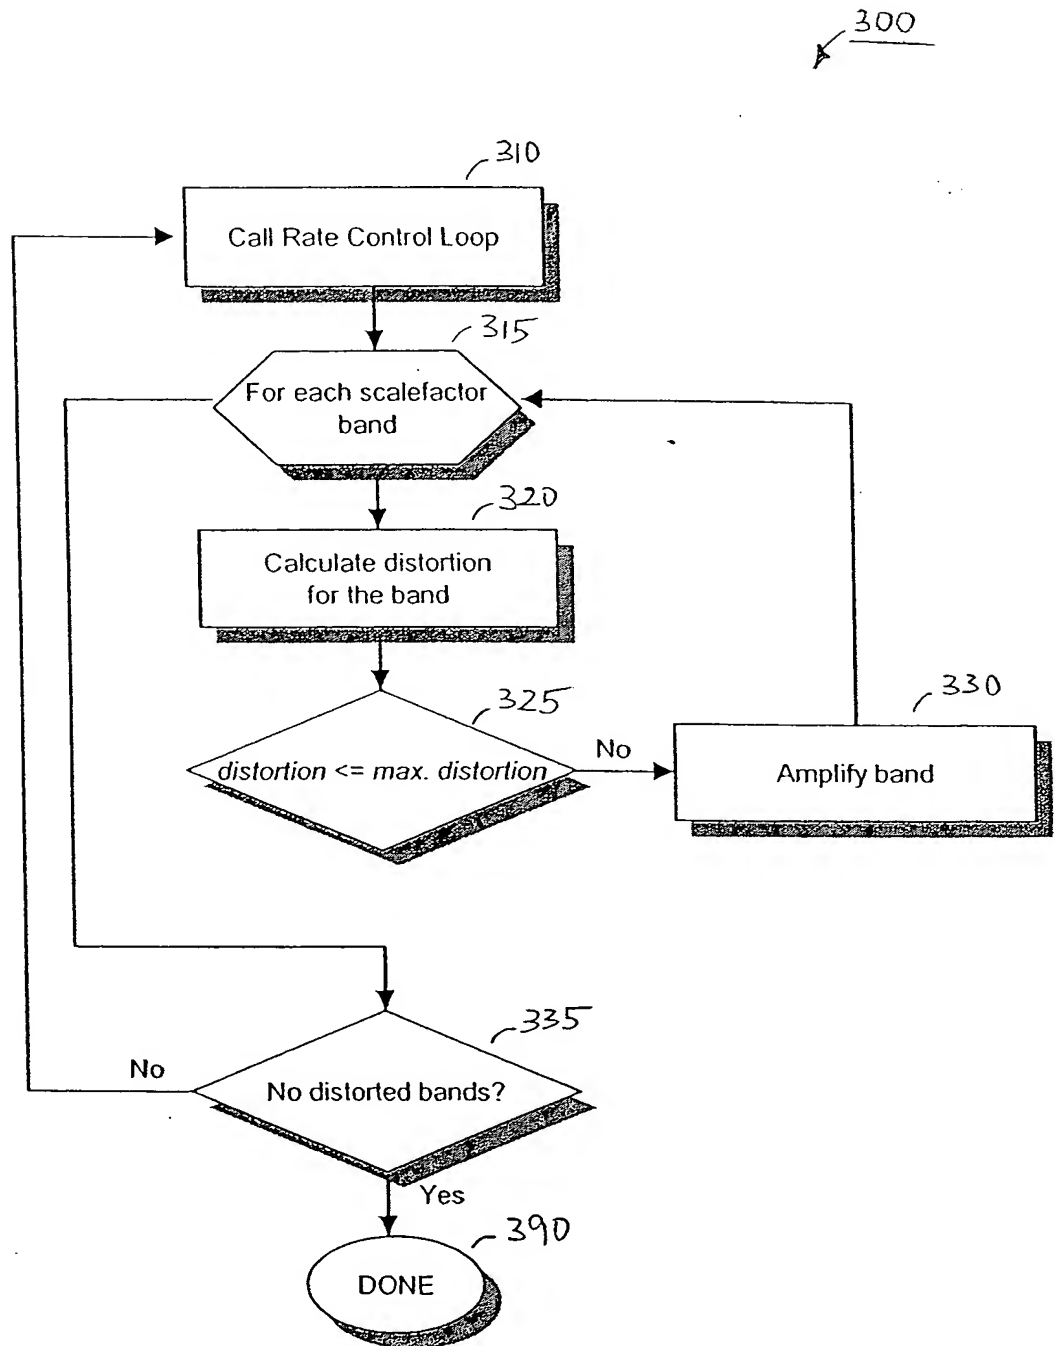 300
310
Call Rate Control Loop
315
For each scalefactor
band
320
Calculate distortion
for the band
325
distortion <= max. distortion
No
330
Amplify band
335
No
No distorted bands?
Yes
390
DONE